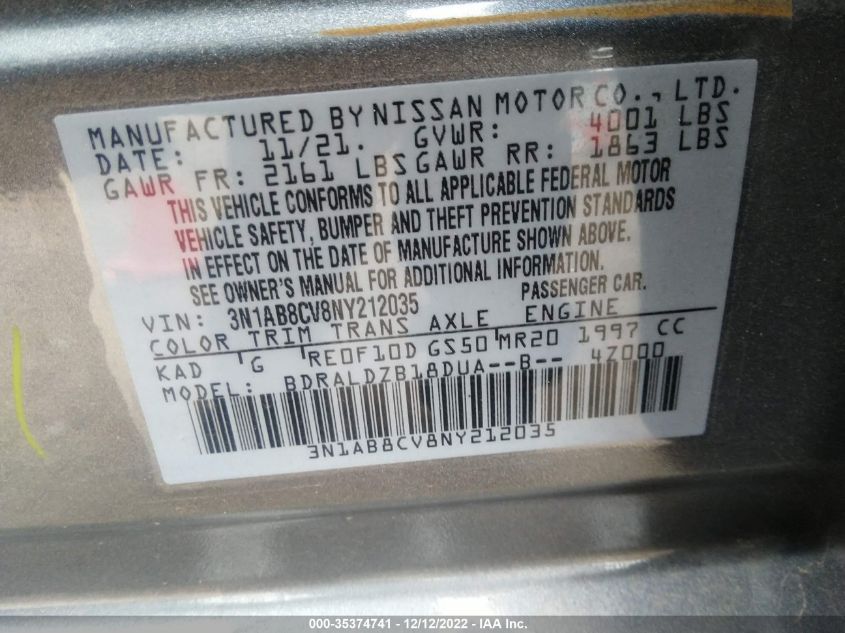 MANUFACTURED BY NISSAN MOTOR CO., LTD.
DATE: 11/21. GVWR: 4001 LBS
GAWR FR: 2161 LBS GAWR RR: 1863 LBS
THIS VEHICLE CONFORMS TO ALL APPLICABLE FEDERAL MOTOR
VEHICLE SAFETY, BUMPER AND THEFT PREVENTION STANDARDS
IN EFFECT ON THE DATE OF MANUFACTURE SHOWN ABOVE.
SEE OWNER'S MANUAL FOR ADDITIONAL INFORMATION.
VIN: 3N1AB8CV8NY212035 PASSENGER CAR.
COLOR TRIM TRANS AXLE ENGINE
KAD G RE0F10D GS50 MR20 1997 CC
MODEL: BDRALDZB18DUA--B-- 4Z000
3N1AB8CV8NY212035
000-35374741 - 12/12/2022 - IAA Inc.